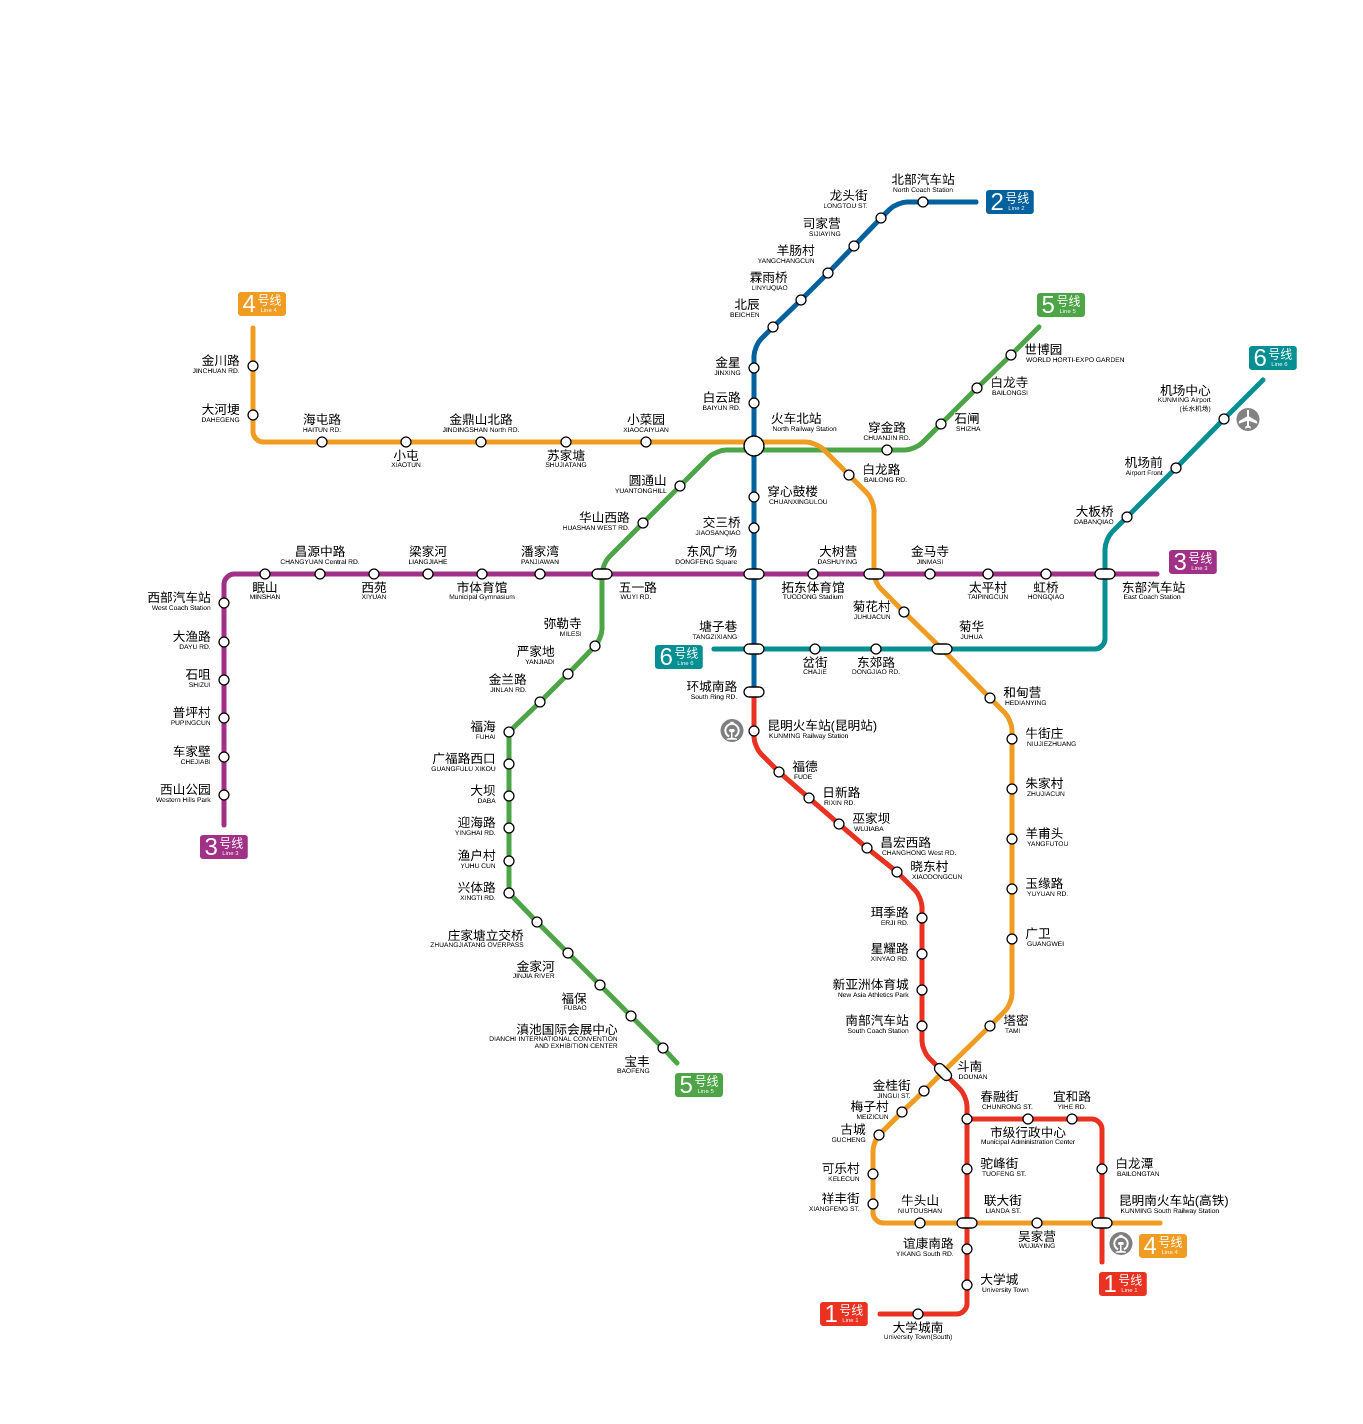 北部汽车站
North Coach Station
2 号线
Line 2
龙头街
LONGTOU ST.
司家营
SIJIAYING
羊肠村
YANGCHANGCUN
霖雨桥
LINYUQIAO
北辰
BEICHEN
金星
JINXING
白云路
BAIYUN RD.
火车北站
North Railway Station
穿心鼓楼
CHUANXINGULOU
交三桥
JIAOSANQIAO
东风广场
DONGFENG Square
塘子巷
TANGZIXIANG
环城南路
South Ring RD.
4 号线
Line 4
金川路
JINCHUAN RD.
大河埂
DAHEGENG
海屯路
HAITUN RD.
小屯
XIAOTUN
金鼎山北路
JINDINGSHAN North RD.
苏家塘
SHUJIATANG
小菜园
XIAOCAIYUAN
白龙路
BAILONG RD.
大树营
DASHUYING
菊花村
JUHUACUN
菊华
JUHUA
5 号线
Line 5
世博园
WORLD HORTI-EXPO GARDEN
白龙寺
BAILONGSI
石闸
SHIZHA
穿金路
CHUANJIN RD.
圆通山
YUANTONGHILL
华山西路
HUASHAN WEST RD.
五一路
WUYI RD.
6 号线
Line 6
机场中心
KUNMING Airport
(长水机场)
机场前
Airport Front
大板桥
DABANQIAO
3 号线
Line 3
东部汽车站
East Coach Station
虹桥
HONGQIAO
太平村
TAIPINGCUN
金马寺
JINMASI
拓东体育馆
TUODONG Stadium
潘家湾
PANJIAWAN
市体育馆
Municipal Gymnasium
梁家河
LIANGJIAHE
西苑
XIYUAN
昌源中路
CHANGYUAN Central RD.
眠山
MINSHAN
西部汽车站
West Coach Station
大渔路
DAYU RD.
石咀
SHIZUI
普坪村
PUPINGCUN
车家壁
CHEJIABI
西山公园
Western Hills Park
3 号线
Line 3
6 号线
Line 6
岔街
CHAJIE
东郊路
DONGJIAO RD.
弥勒寺
MILESI
严家地
YANJIADI
金兰路
JINLAN RD.
福海
FUHAI
广福路西口
GUANGFULU XIKOU
大坝
DABA
迎海路
YINGHAI RD.
渔户村
YUHU CUN
兴体路
XINGTI RD.
庄家塘立交桥
ZHUANGJIATANG OVERPASS
金家河
JINJIA RIVER
福保
FUBAO
滇池国际会展中心
DIANCHI INTERNATIONAL CONVENTION
AND EXHIBITION CENTER
宝丰
BAOFENG
5 号线
Line 5
昆明火车站(昆明站)
KUNMING Railway Station
福德
FUDE
日新路
RIXIN RD.
巫家坝
WUJIABA
昌宏西路
CHANGHONG West RD.
晓东村
XIAODONGCUN
珥季路
ERJI RD.
星耀路
XINYAO RD.
新亚洲体育城
New Asia Athletics Park
南部汽车站
South Coach Station
和甸营
HEDIANYING
牛街庄
NIUJIEZHUANG
朱家村
ZHUJIACUN
羊甫头
YANGFUTOU
玉缘路
YUYUAN RD.
广卫
GUANGWEI
塔密
TAMI
斗南
DOUNAN
金桂街
JINGUI ST.
梅子村
MEIZICUN
古城
GUCHENG
可乐村
KELECUN
祥丰街
XIANGFENG ST.
牛头山
NIUTOUSHAN
联大街
LIANDA ST.
吴家营
WUJIAYING
昆明南火车站(高铁)
KUNMING South Railway Station
4 号线
Line 4
春融街
CHUNRONG ST.
宜和路
YIHE RD.
市级行政中心
Municipal Administration Center
驼峰街
TUOFENG ST.
白龙潭
BAILONGTAN
谊康南路
YIKANG South RD.
1 号线
Line 1
大学城
University Town
1 号线
Line 1
大学城南
University Town(South)